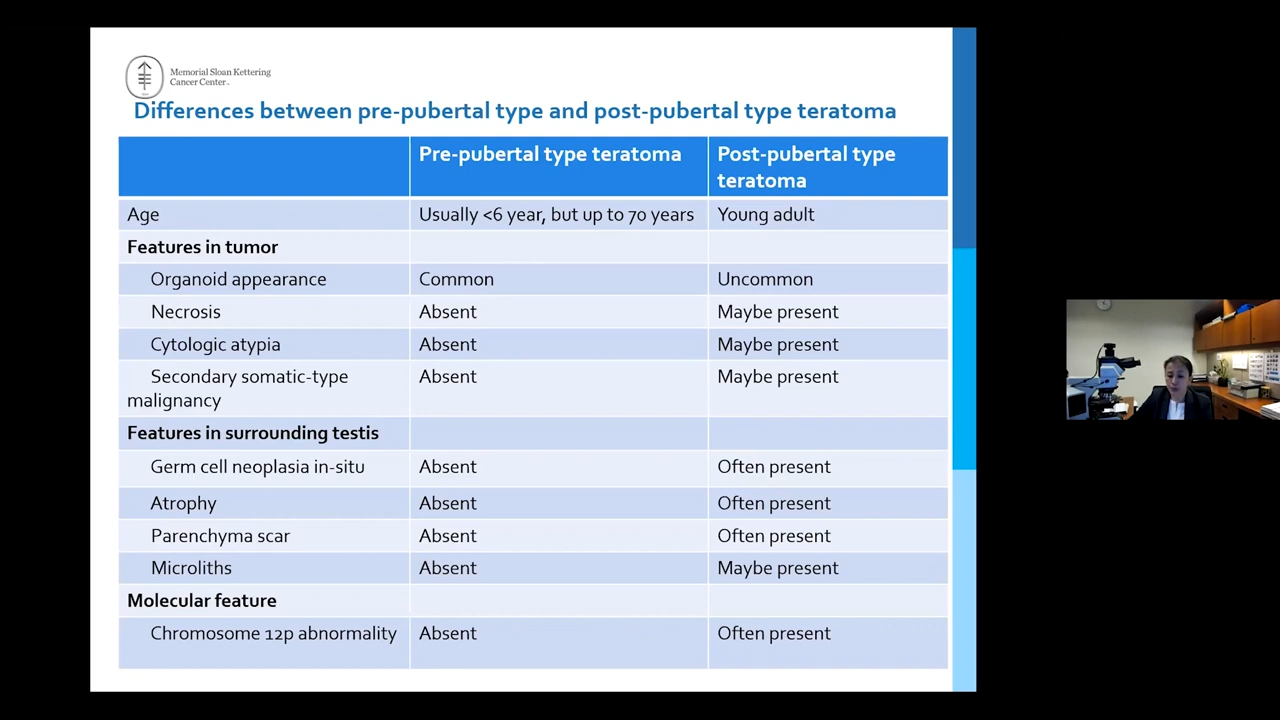 Memorial Sloan Kettering
Cancer Center
Differences between pre-pubertal type and post-pubertal type teratoma
Pre-pubertal type teratoma
Post-pubertal type
teratoma
Age Usually <6 year, but up to 70 years Young adult
Features in tumor
Organoid appearance Common Uncommon
Necrosis Absent Maybe present
Cytologic atypia Absent Maybe present
Secondary somatic-type
malignancy Absent Maybe present
Features in surrounding testis
Germ cell neoplasia in-situ Absent Often present
Atrophy Absent Often present
Parenchyma scar Absent Often present
Microliths Absent Maybe present
Molecular feature
Chromosome 12p abnormality Absent Often present